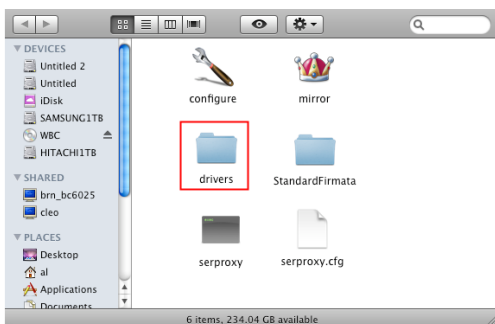 DEVICES
Untitled 2
Untitled
iDisk
SAMSUNG1TB
WBC
HITACHI1TB
SHARED
brn_bc6025
cleo
PLACES
Desktop
al
Applications
Documents
configure
mirror
drivers
StandardFirmata
serproxy
serproxy.cfg
6 items, 234.04 GB available